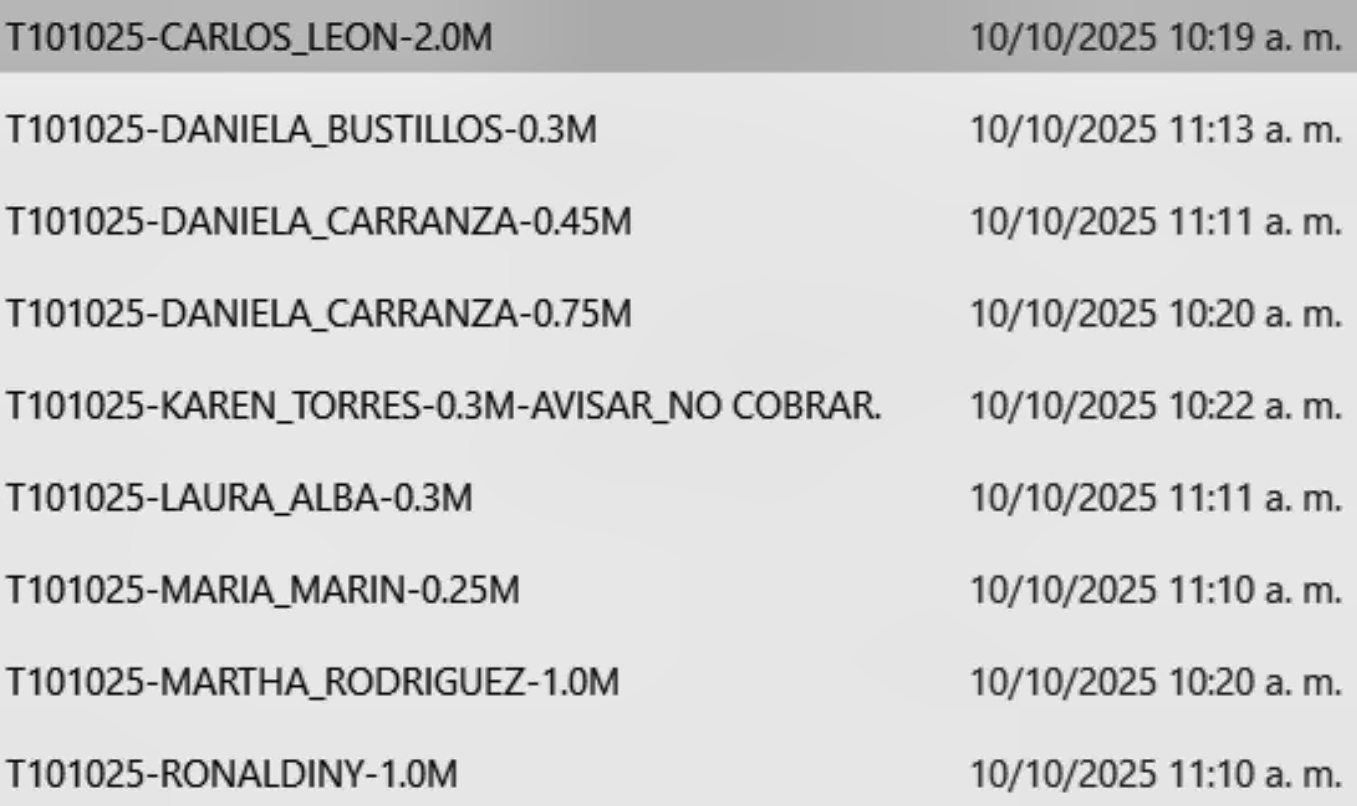 T101025-CARLOS_LEON-2.0M 10/10/2025 10:19 a. m.
T101025-DANIELA_BUSTILLOS-0.3M 10/10/2025 11:13 a. m.
T101025-DANIELA_CARRANZA-0.45M 10/10/2025 11:11 a. m.
T101025-DANIELA_CARRANZA-0.75M 10/10/2025 10:20 a. m.
T101025-KAREN_TORRES-0.3M-AVISAR_NO COBRAR. 10/10/2025 10:22 a. m.
T101025-LAURA_ALBA-0.3M 10/10/2025 11:11 a. m.
T101025-MARIA_MARIN-0.25M 10/10/2025 11:10 a. m.
T101025-MARTHA_RODRIGUEZ-1.0M 10/10/2025 10:20 a. m.
T101025-RONALDINY-1.0M 10/10/2025 11:10 a. m.